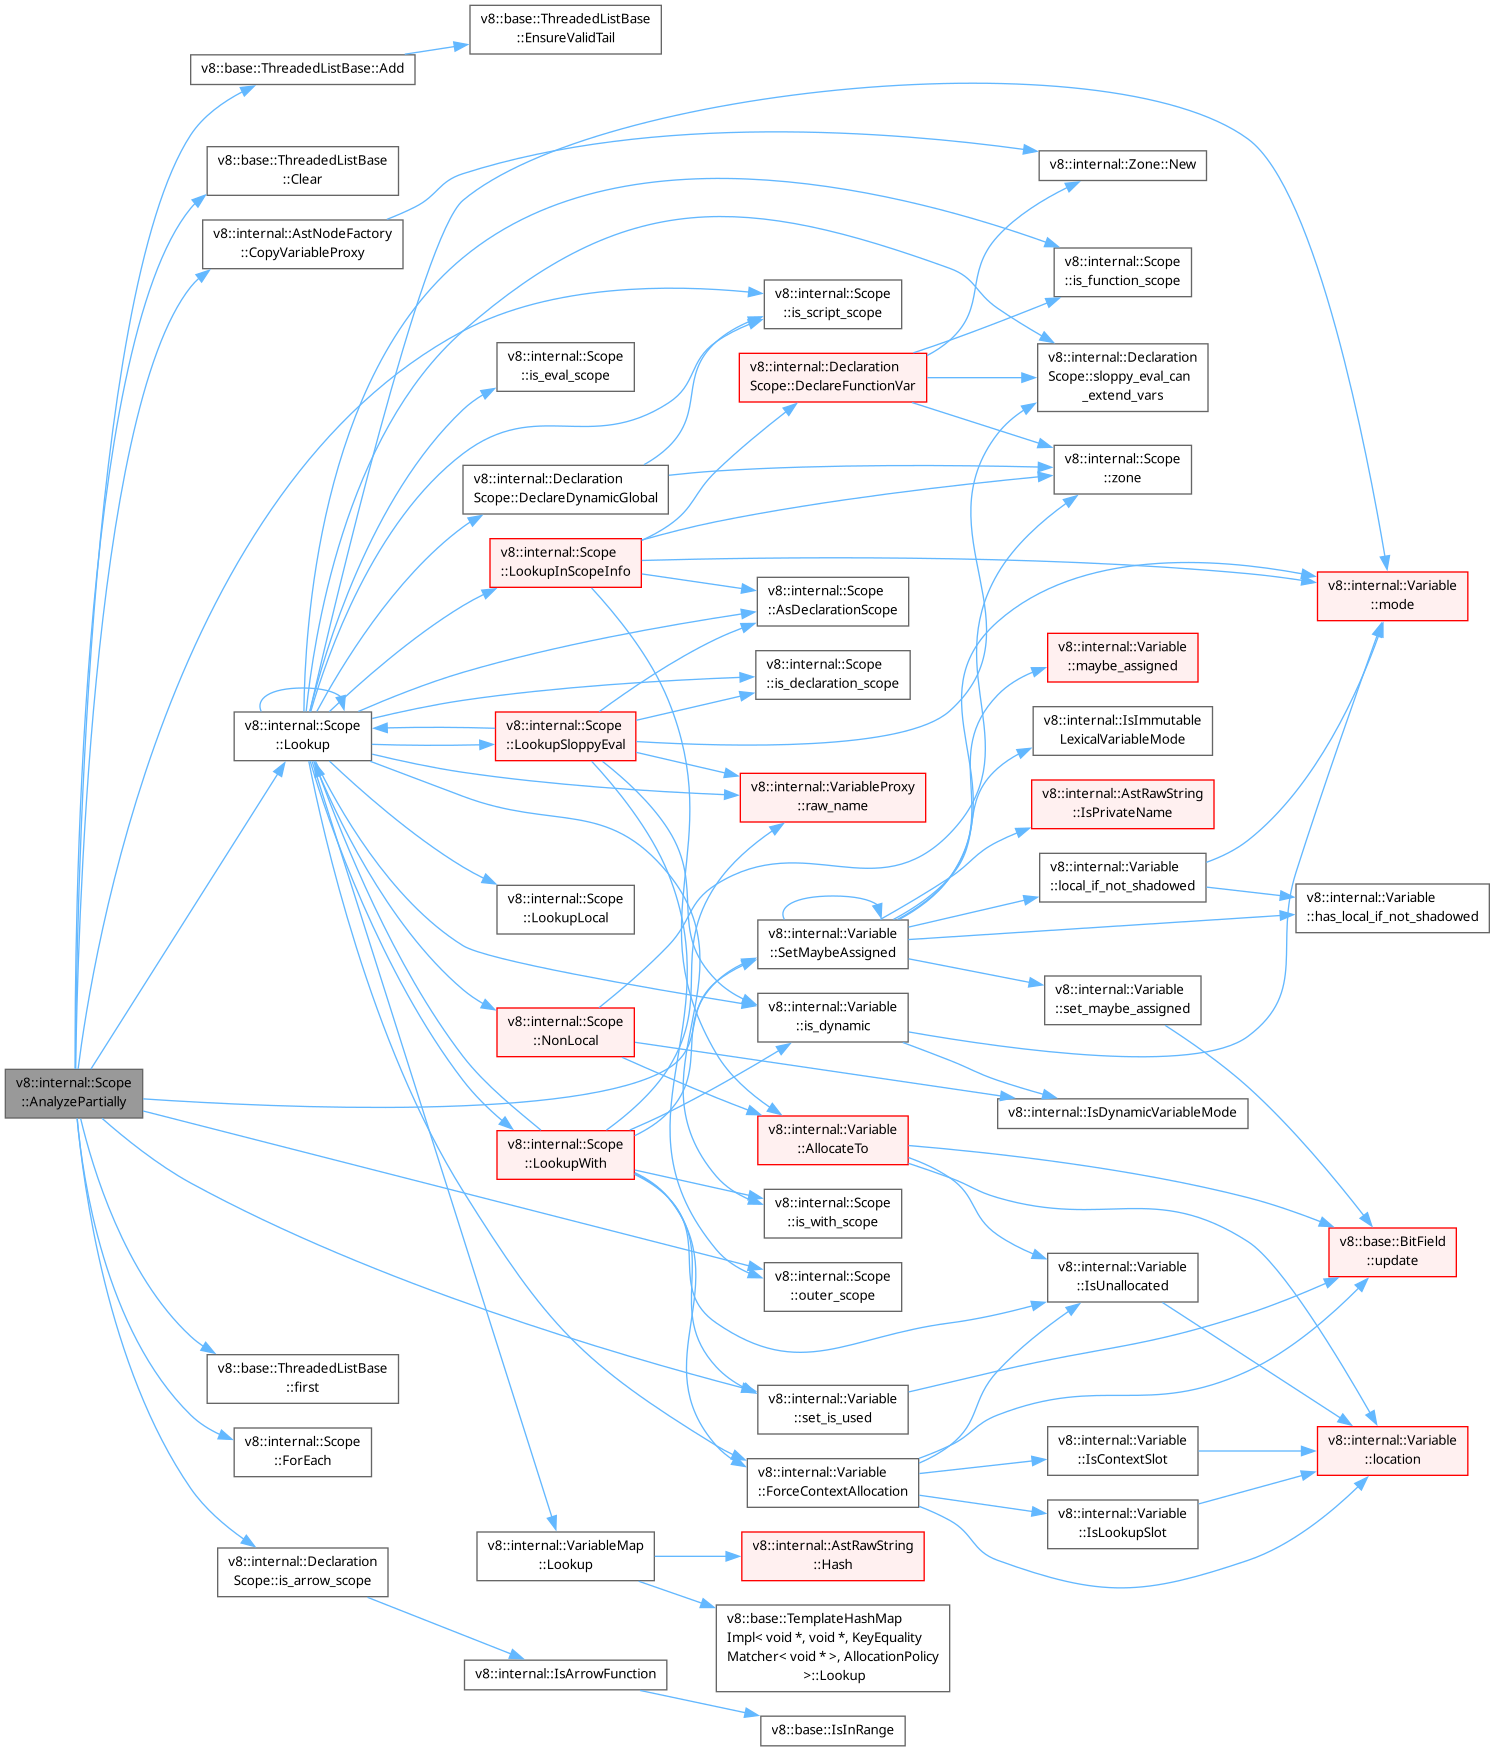 v8::base::ThreadedListBase
::EnsureValidTail
v8::base::ThreadedListBase::Add
v8::base::ThreadedListBase
::Clear
v8::internal::Zone::New
v8::internal::AstNodeFactory
::CopyVariableProxy
v8::internal::Scope
::is_function_scope
v8::internal::Scope
::is_script_scope
v8::internal::Scope
::is_eval_scope
v8::internal::Declaration
Scope::DeclareFunctionVar
v8::internal::Declaration
Scope::sloppy_eval_can
_extend_vars
v8::internal::Scope
::zone
v8::internal::Declaration
Scope::DeclareDynamicGlobal
v8::internal::Scope
::LookupInScopeInfo
v8::internal::Scope
::AsDeclarationScope
v8::internal::Variable
::mode
v8::internal::Scope
::is_declaration_scope
v8::internal::Variable
::maybe_assigned
v8::internal::Scope
::Lookup
v8::internal::Scope
::LookupSloppyEval
v8::internal::IsImmutable
LexicalVariableMode
v8::internal::VariableProxy
::raw_name
v8::internal::AstRawString
::IsPrivateName
v8::internal::Variable
::local_if_not_shadowed
v8::internal::Scope
::LookupLocal
v8::internal::Variable
::has_local_if_not_shadowed
v8::internal::Variable
::SetMaybeAssigned
v8::internal::Variable
::set_maybe_assigned
v8::internal::Variable
::is_dynamic
v8::internal::Scope
::NonLocal
v8::internal::Scope
::AnalyzePartially
v8::internal::IsDynamicVariableMode
v8::internal::Variable
::AllocateTo
v8::internal::Scope
::LookupWith
v8::internal::Scope
::is_with_scope
v8::base::BitField
::update
v8::internal::Scope
::outer_scope
v8::internal::Variable
::IsUnallocated
v8::base::ThreadedListBase
::first
v8::internal::Variable
::set_is_used
v8::internal::Scope
::ForEach
v8::internal::Variable
::IsContextSlot
v8::internal::Variable
::location
v8::internal::Variable
::ForceContextAllocation
v8::internal::Variable
::IsLookupSlot
v8::internal::VariableMap
::Lookup
v8::internal::AstRawString
::Hash
v8::internal::Declaration
Scope::is_arrow_scope
v8::base::TemplateHashMap
Impl< void *, void *, KeyEquality
Matcher< void * >, AllocationPolicy
>::Lookup
v8::internal::IsArrowFunction
v8::base::IsInRange